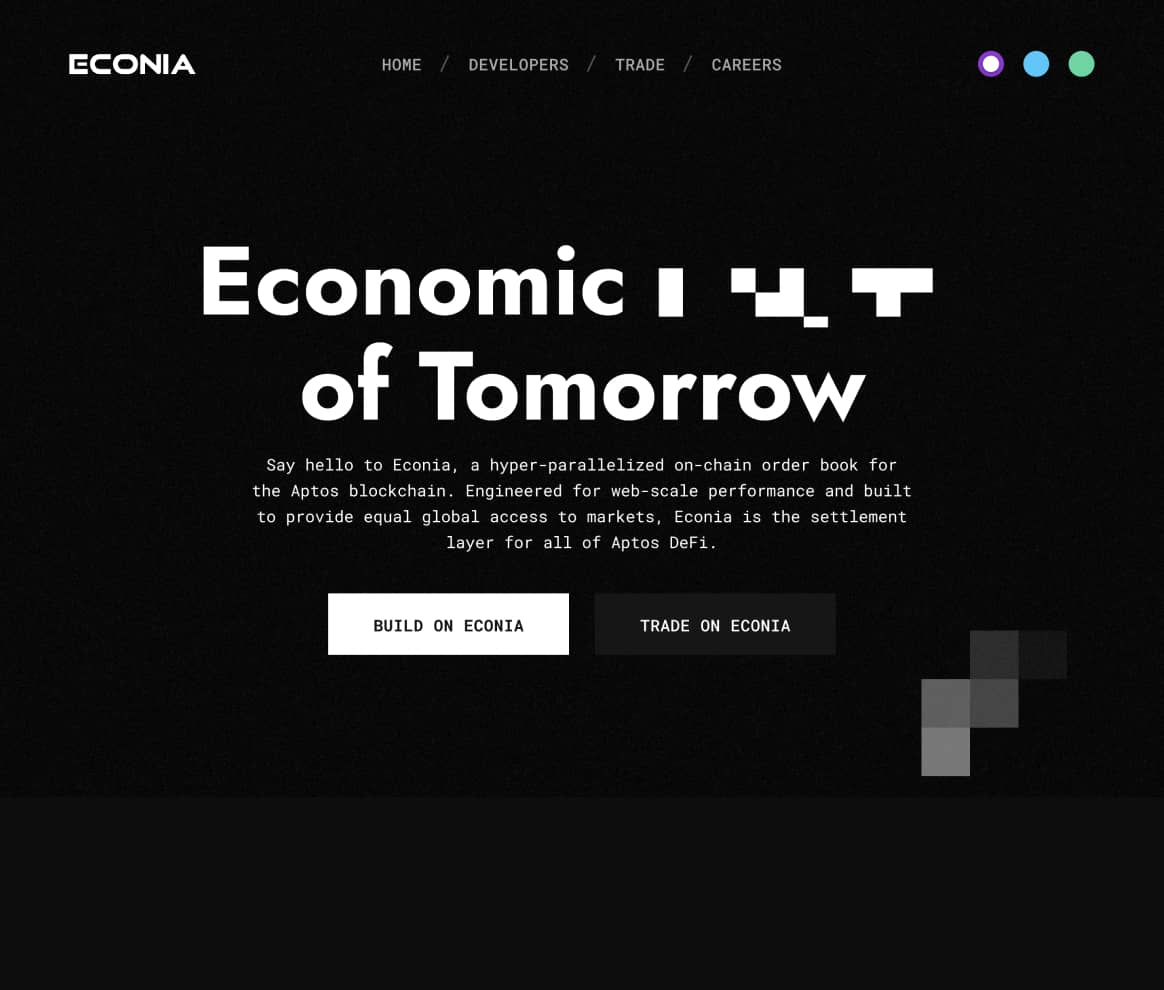 ECONIA
HOME / DEVELOPERS / TRADE / CAREERS
Economic
of Tomorrow
Say hello to Econia, a hyper-parallelized on-chain order book for
the Aptos blockchain. Engineered for web-scale performance and built
to provide equal global access to markets, Econia is the settlement
layer for all of Aptos DeFi.
BUILD ON ECONIA
TRADE ON ECONIA